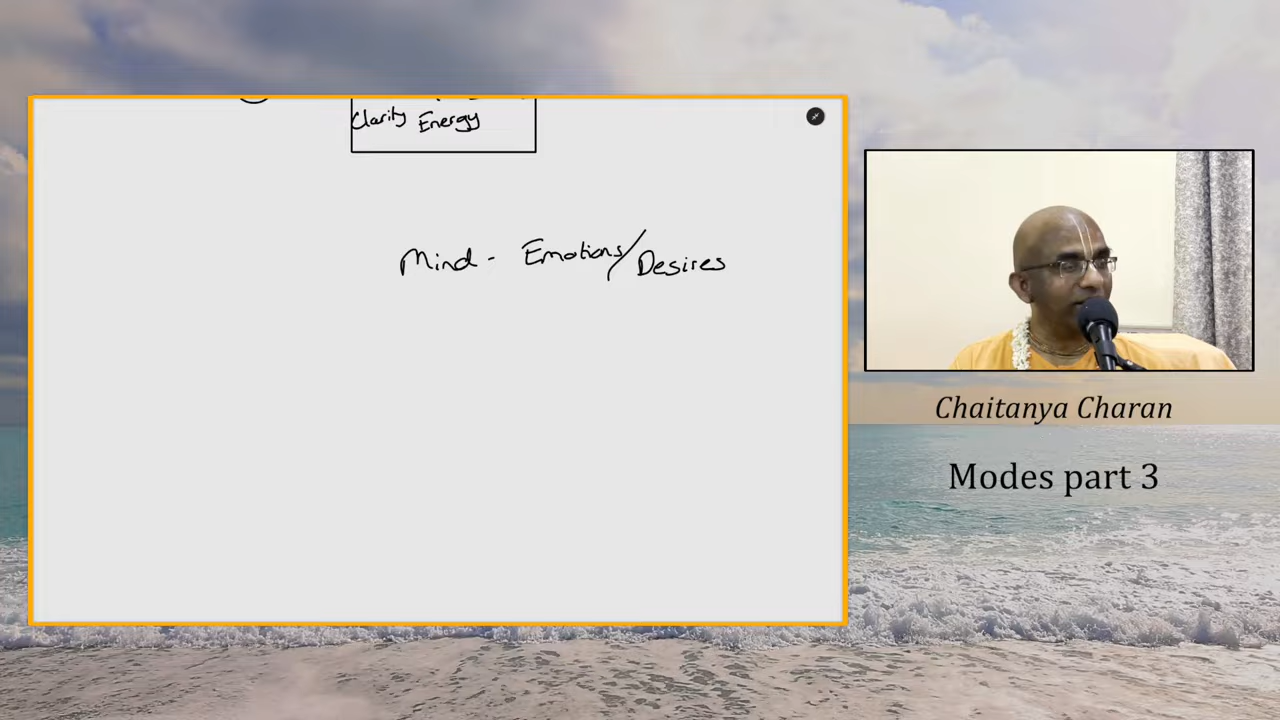 Clarity Energy
Mind - Emotions/Desires
Chaitanya Charan
Modes part 3